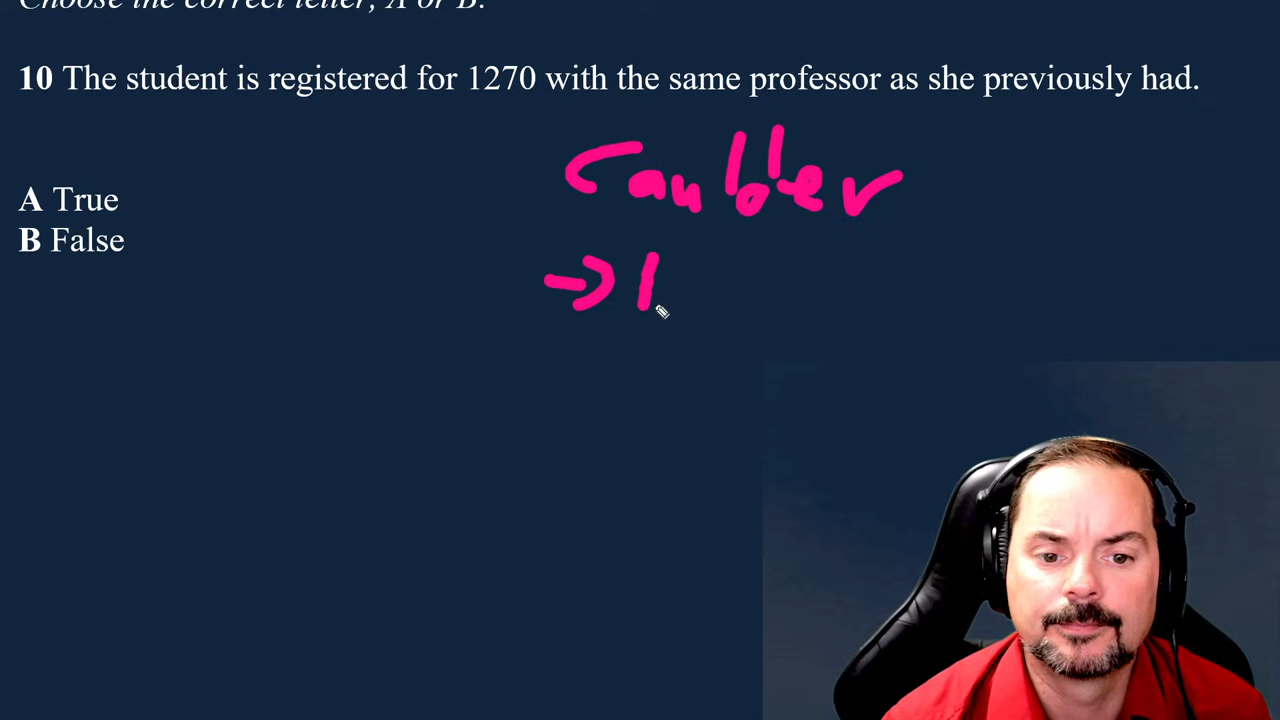 Choose the correct letter, A or B.
10 The student is registered for 1270 with the same professor as she previously had.
Caubler
A True
B False
→ 1